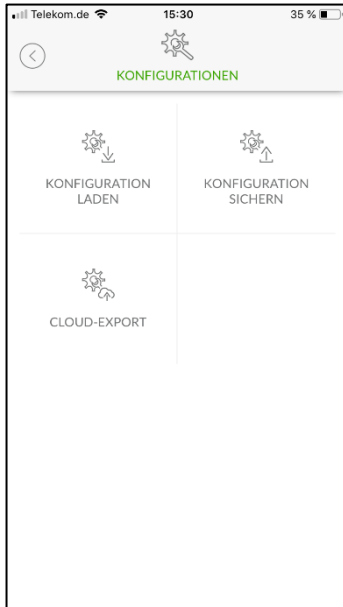 Telekom.de 15:30 35 %
KONFIGURATIONEN
KONFIGURATION
LADEN
KONFIGURATION
SICHERN
CLOUD-EXPORT